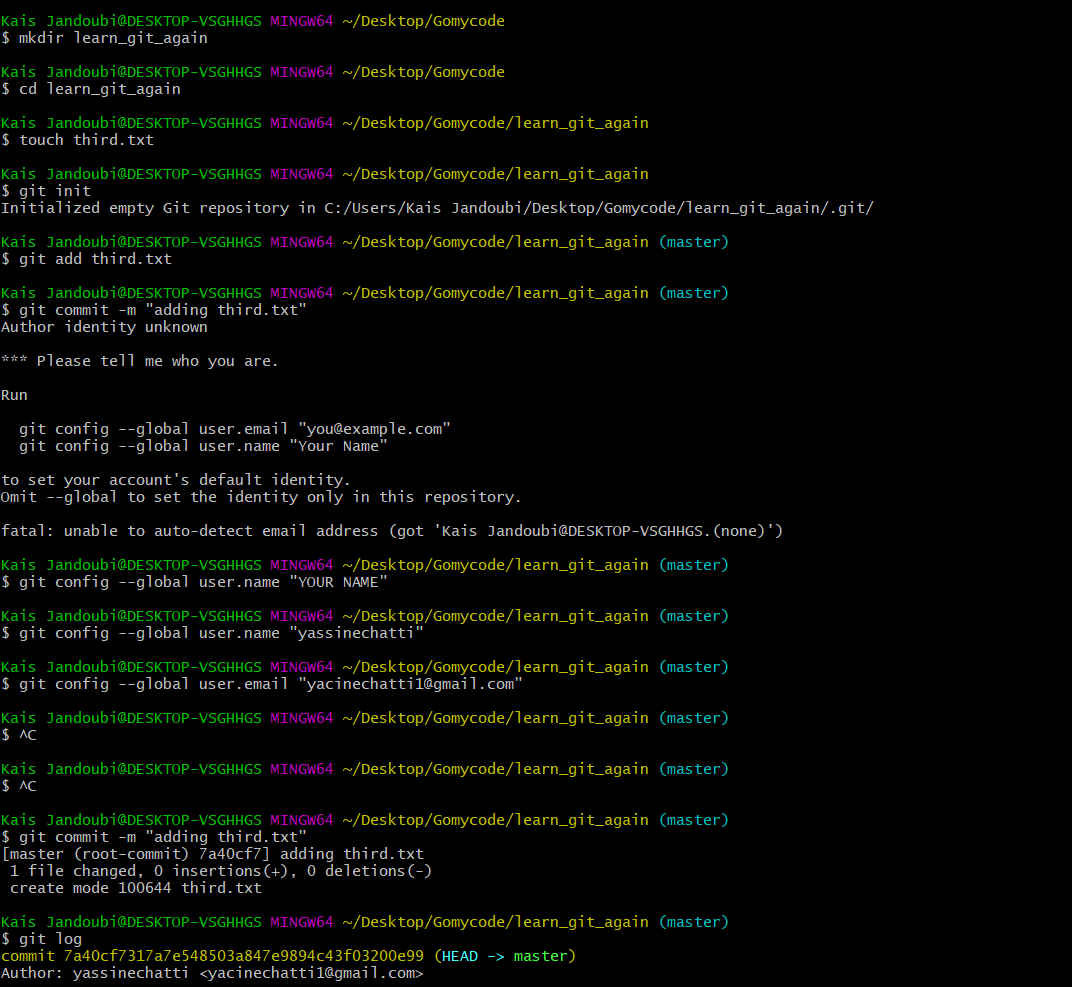 Kais Jandoubi@DESKTOP-VSGHHGS MINGW64 ~/Desktop/Gomycode
$ mkdir learn_git_again
Kais Jandoubi@DESKTOP-VSGHHGS MINGW64 ~/Desktop/Gomycode
$ cd learn_git_again
Kais Jandoubi@DESKTOP-VSGHHGS MINGW64 ~/Desktop/Gomycode/learn_git_again
$ touch third.txt
Kais Jandoubi@DESKTOP-VSGHHGS MINGW64 ~/Desktop/Gomycode/learn_git_again
$ git init
Initialized empty Git repository in C:/Users/Kais Jandoubi/Desktop/Gomycode/learn_git_again/.git/
Kais Jandoubi@DESKTOP-VSGHHGS MINGW64 ~/Desktop/Gomycode/learn_git_again (master)
$ git add third.txt
Kais Jandoubi@DESKTOP-VSGHHGS MINGW64 ~/Desktop/Gomycode/learn_git_again (master)
$ git commit -m "adding third.txt"
Author identity unknown
*** Please tell me who you are.
Run
git config --global user.email "you@example.com"
git config --global user.name "Your Name"
to set your account's default identity.
Omit --global to set the identity only in this repository.
fatal: unable to auto-detect email address (got 'Kais Jandoubi@DESKTOP-VSGHHGS.(none)')
Kais Jandoubi@DESKTOP-VSGHHGS MINGW64 ~/Desktop/Gomycode/learn_git_again (master)
$ git config --global user.name "YOUR NAME"
Kais Jandoubi@DESKTOP-VSGHHGS MINGW64 ~/Desktop/Gomycode/learn_git_again (master)
$ git config --global user.name "yassinechatti"
Kais Jandoubi@DESKTOP-VSGHHGS MINGW64 ~/Desktop/Gomycode/learn_git_again (master)
$ git config --global user.email "yacinechatti1@gmail.com"
Kais Jandoubi@DESKTOP-VSGHHGS MINGW64 ~/Desktop/Gomycode/learn_git_again (master)
$ ^C
Kais Jandoubi@DESKTOP-VSGHHGS MINGW64 ~/Desktop/Gomycode/learn_git_again (master)
$ ^C
Kais Jandoubi@DESKTOP-VSGHHGS MINGW64 ~/Desktop/Gomycode/learn_git_again (master)
$ git commit -m "adding third.txt"
[master (root-commit) 7a40cf7] adding third.txt
1 file changed, 0 insertions(+), 0 deletions(-)
create mode 100644 third.txt
Kais Jandoubi@DESKTOP-VSGHHGS MINGW64 ~/Desktop/Gomycode/learn_git_again (master)
$ git log
commit 7a40cf7317a7e548503a847e9894c43f03200e99 (HEAD -> master)
Author: yassinechatti <yacinechatti1@gmail.com>